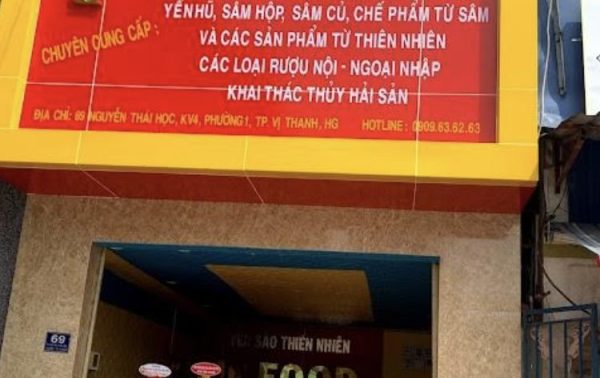 YẾN HŨ, SÂM HỘP, SÂM CỦ, CHẾ PHẨM TỪ SÂM
CHUYÊN CUNG CẤP :
VÀ CÁC SẢN PHẨM TỪ THIÊN NHIÊN
CÁC LOẠI RƯỢU NỘI - NGOẠI NHẬP
KHAI THÁC THỦY HẢI SẢN
ĐỊA CHỈ: 69 NGUYỄN THÁI HỌC, KV4, PHƯỜNG1, TP VỊ THANH, HG HOTLINE : 0909.63.62.63
69
YẾN SÀO THIÊN NHIÊN
FOOD